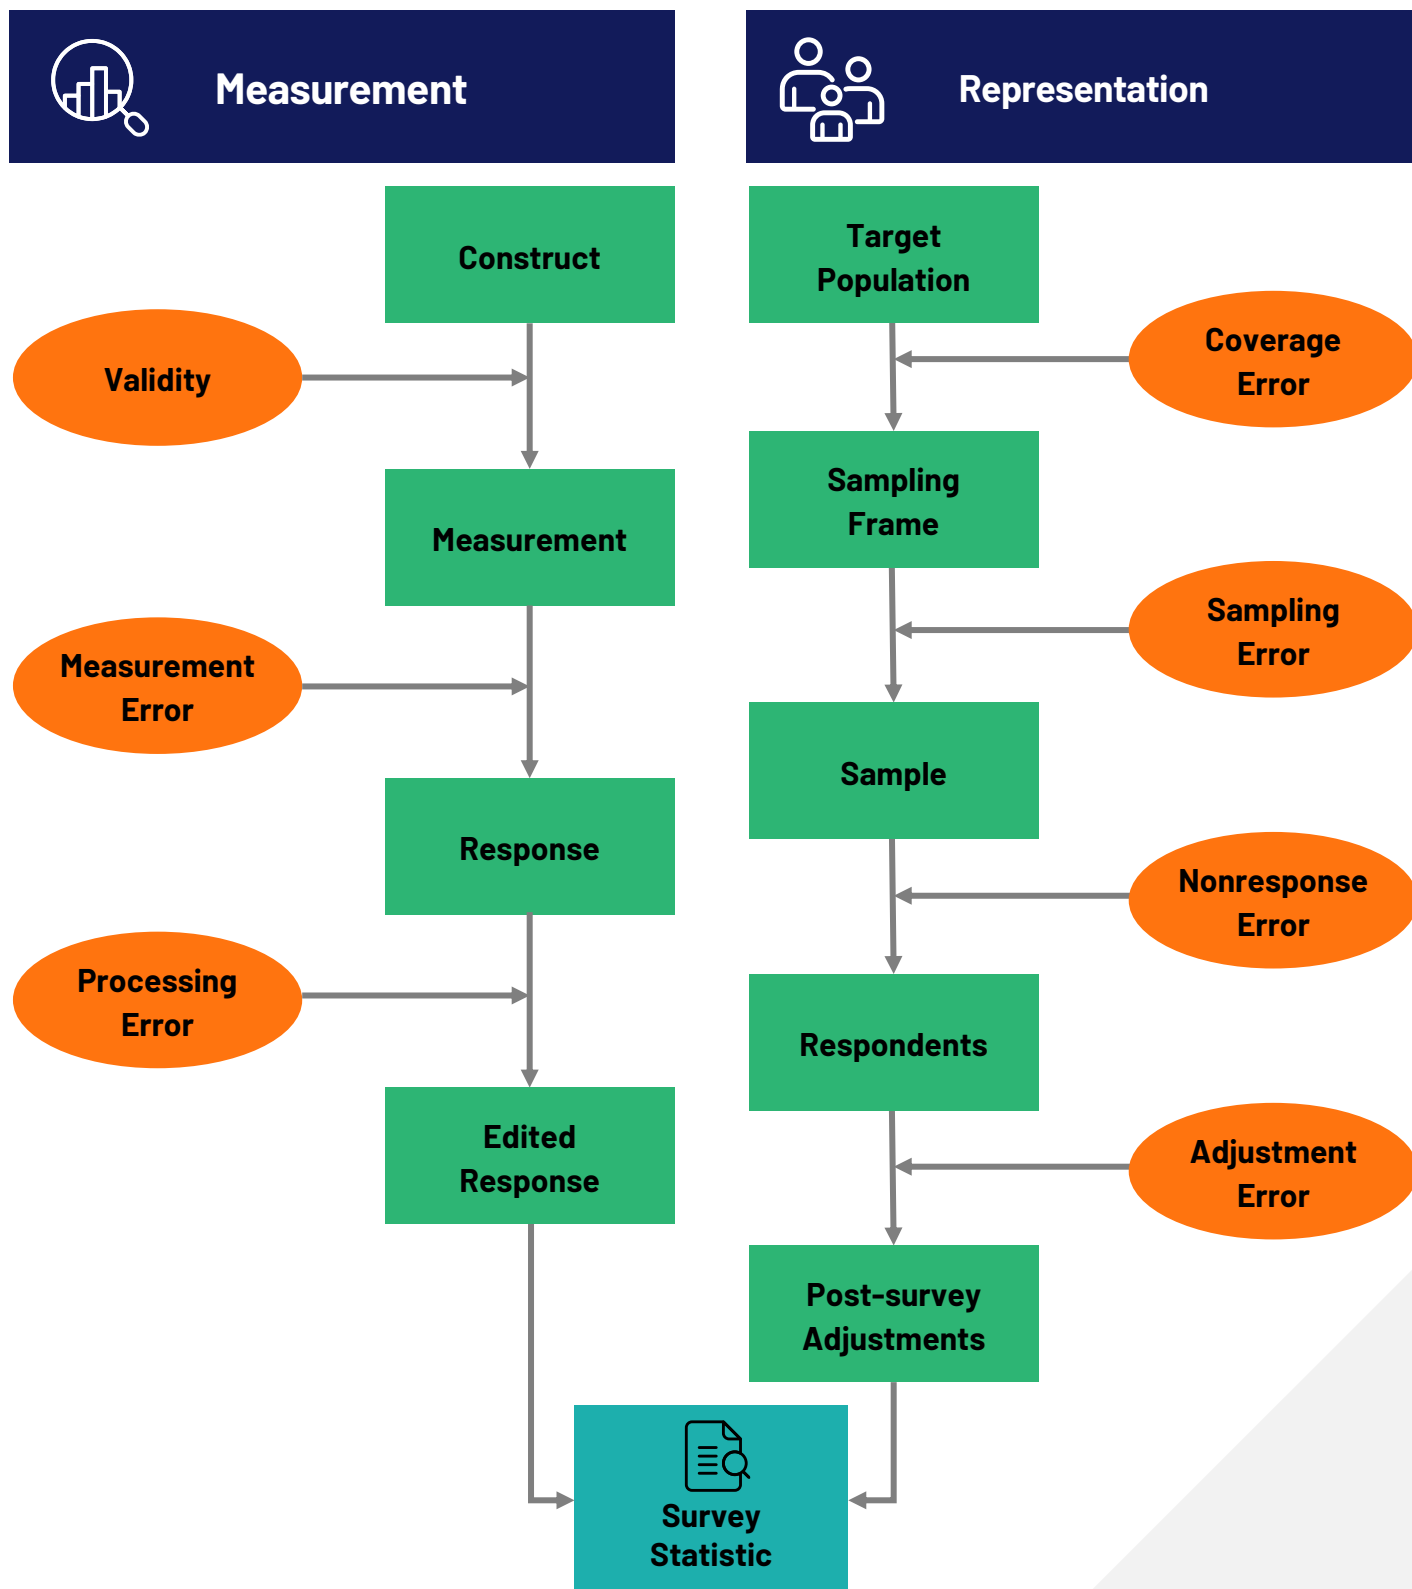 Measurement
Construct
Validity
Measurement
Measurement
Error
Response
Processing
Error
Edited
Response
Representation
Target
Population
Coverage
Error
Sampling
Frame
Sampling
Error
Sample
Nonresponse
Error
Respondents
Adjustment
Error
Post-survey
Adjustments
Survey
Statistic